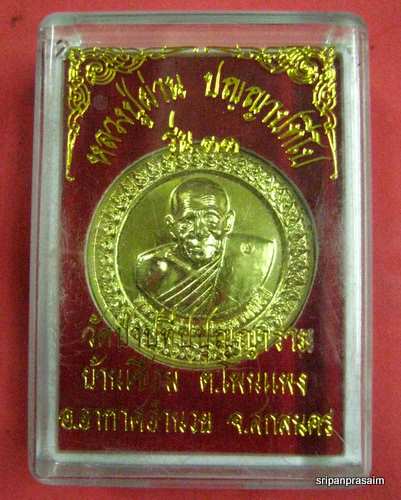 หลวงปู่ผ่าน ปญฺญาปทีโป
รุ่น ๓๓
วัดป่าปทีปปุญญาราม
บ้านเซือม ต.โพนแพง
อ.อากาศอำนวย จ.สกลนคร
sripanprasaim